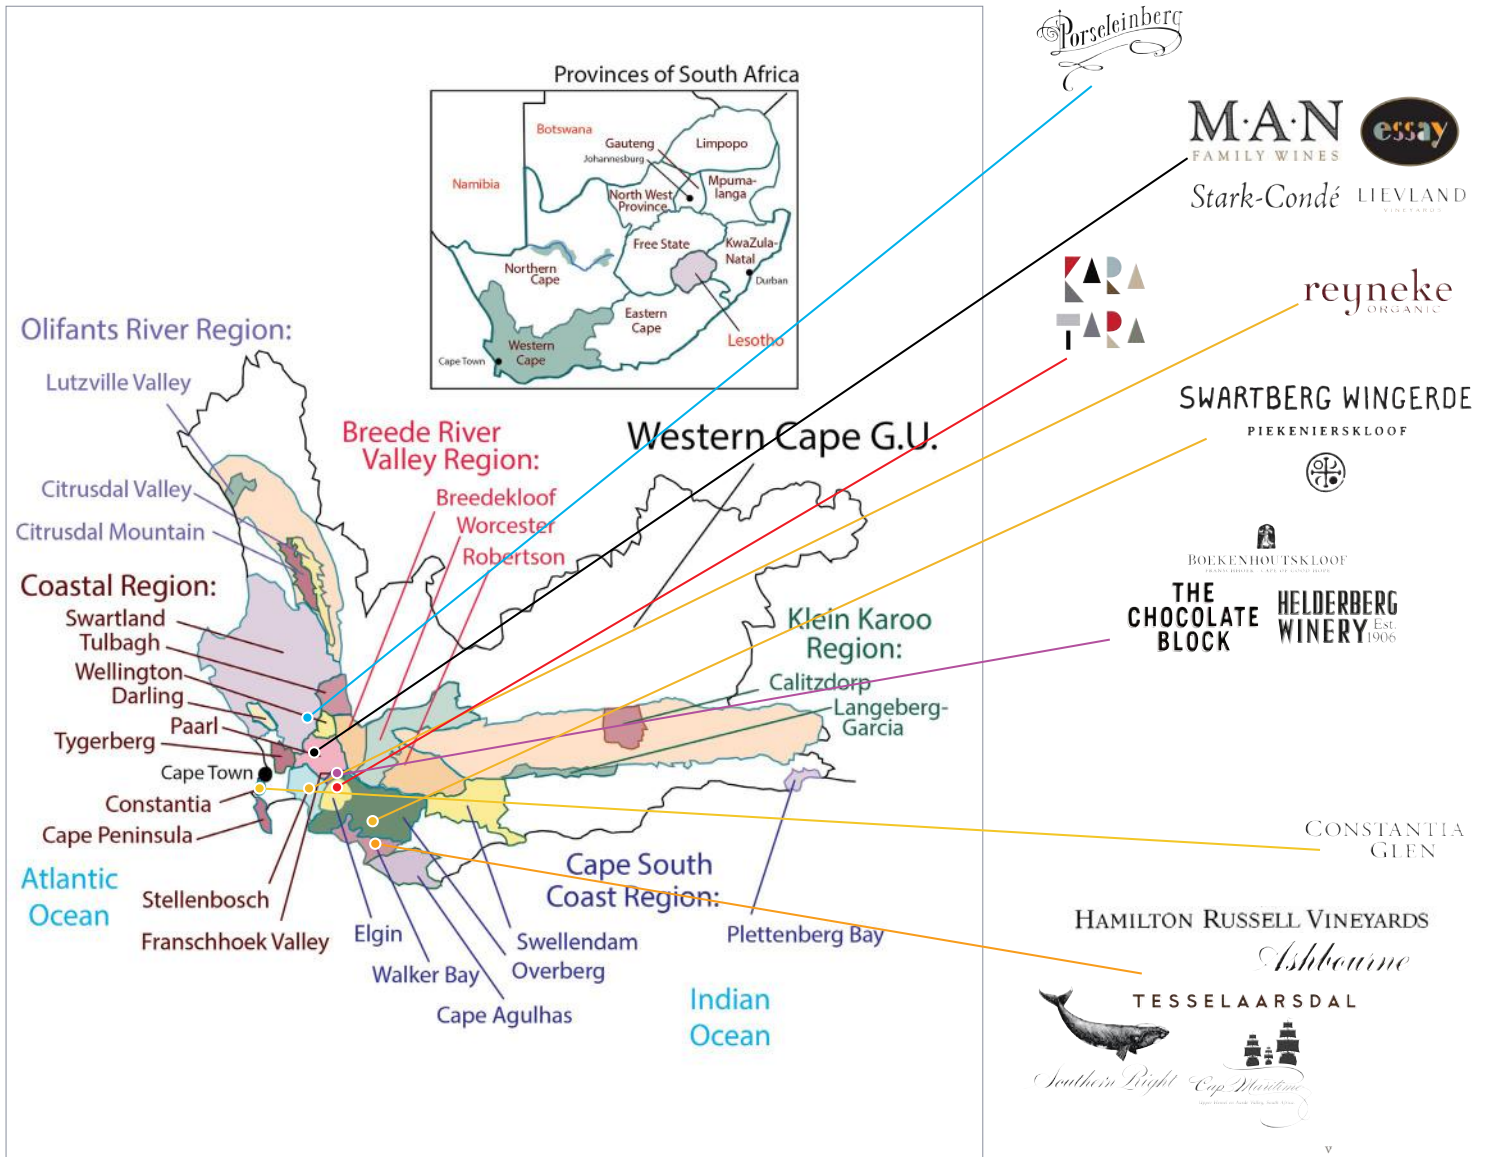 Provinces of South Africa
Botswana
Namibia
Gauteng
Johannesburg
Limpopo
North West
Province
Mpuma-
langa
Free State
KwaZula-
Natal
Durban
Northern
Cape
Eastern
Cape
Lesotho
Western
Cape
Cape Town
Olifants River Region:
Lutzville Valley
Citrusdal Valley
Citrusdal Mountain
Breede River
Valley Region:
Breedekloof
Worcester
Robertson
Western Cape G.U.
Coastal Region:
Swartland
Tulbagh
Wellington
Darling
Paarl
Tygerberg
Cape Town
Constantia
Cape Peninsula
Stellenbosch
Franschhoek Valley
Klein Karoo
Region:
Calitzdorp
Langeberg-
Garcia
Cape South
Coast Region:
Elgin
Walker Bay
Cape Agulhas
Swellendam
Overberg
Plettenberg Bay
Atlantic
Ocean
Indian
Ocean
Porseleinberg
M·A·N
FAMILY WINES
essay
Stark-Condé
LIEVLAND
VINEYARDS
KARA
TARA
reyneke
ORGANIC
SWARTBERG WINGERDE
PIEKENIERSKLOOF
BOEKENHOUTSKLOOF
THE
CHOCOLATE
BLOCK
HELDERBERG
WINERY Est.
1906
CONSTANTIA
GLEN
HAMILTON RUSSELL VINEYARDS
Ashbourne
TESSELAARSDAL
Southern Right
Cap Maritime
v